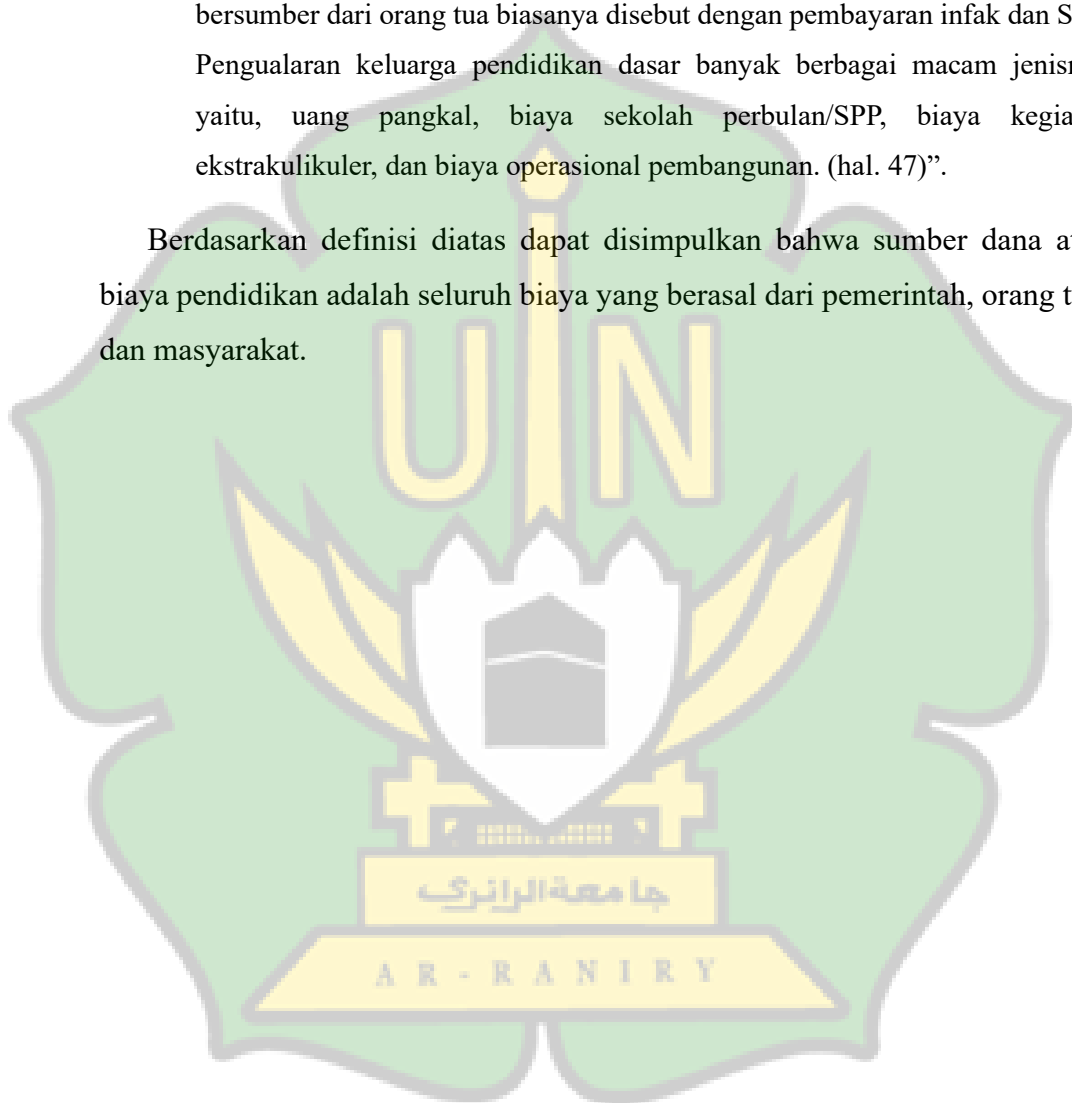 bersumber dari orang tua biasanya disebut dengan pembayaran infak dan
Pengualaran keluarga pendidikan dasar banyak berbagai macam
yaitu, uang pangkal, biaya sekolah perbulan/SPP, biaya
ekstrakulikuler, dan biaya operasional pembangunan. (hal. 47)”.
Berdasarkan definisi diatas dapat disimpulkan bahwa sumber dana
biaya pendidikan adalah seluruh biaya yang berasal dari pemerintah, orang
dan masyarakat.
U N
جامعة الرانري
AR-RANIRY